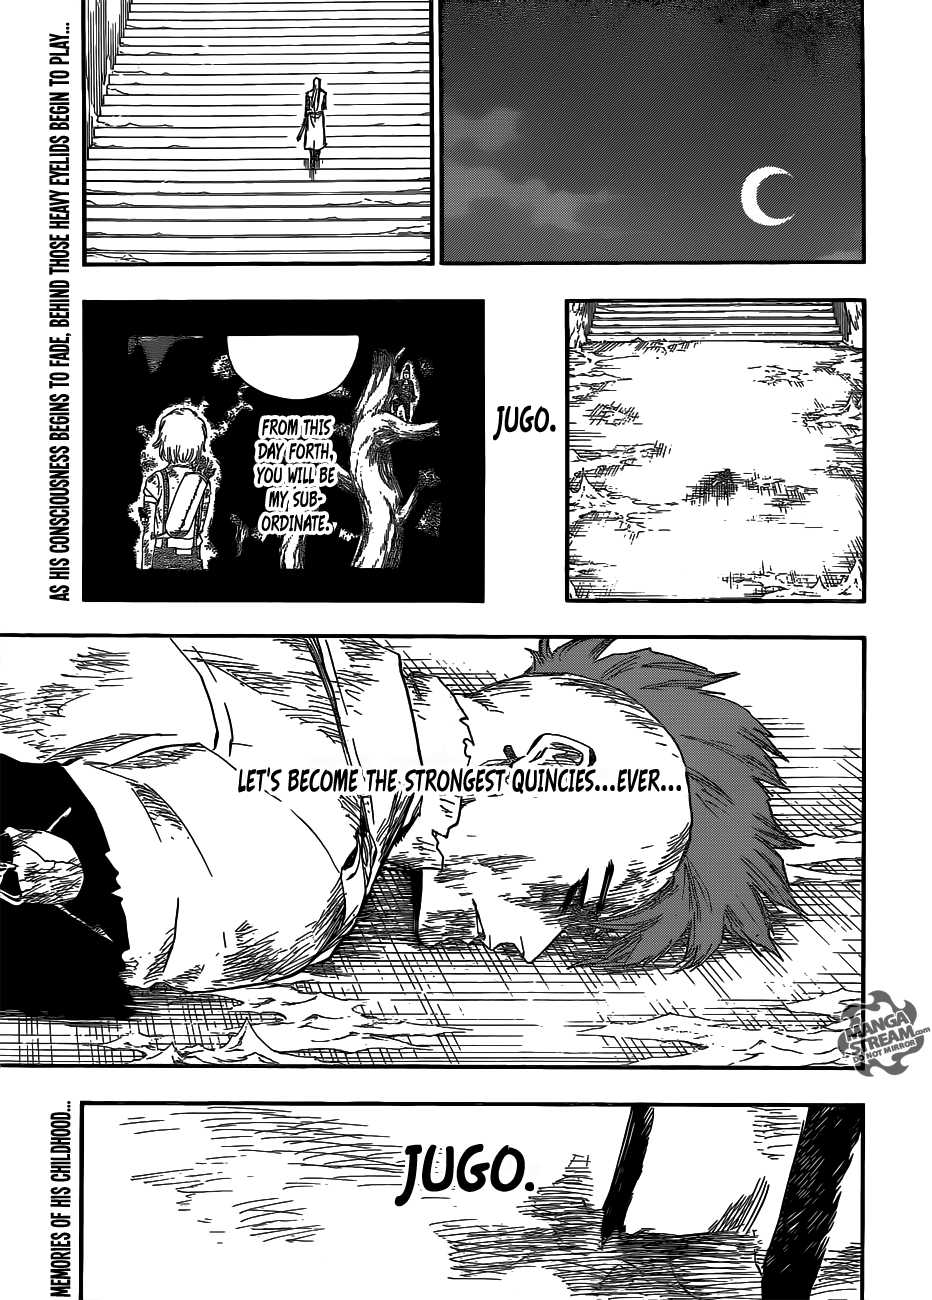 AS HIS CONSCIOUSNESS BEGINS TO FADE, BEHIND THOSE HEAVY EYELIDS BEGIN TO PLAY...
JUGO.
FROM THIS
DAY FORTH,
YOU WILL BE
MY SUB-
ORDINATE.
LET'S BECOME THE STRONGEST QUINCIES...EVER...
MANGA
STREAM.com
DO NOT MIRROR
MEMORIES OF HIS CHILDHOOD...
JUGO.